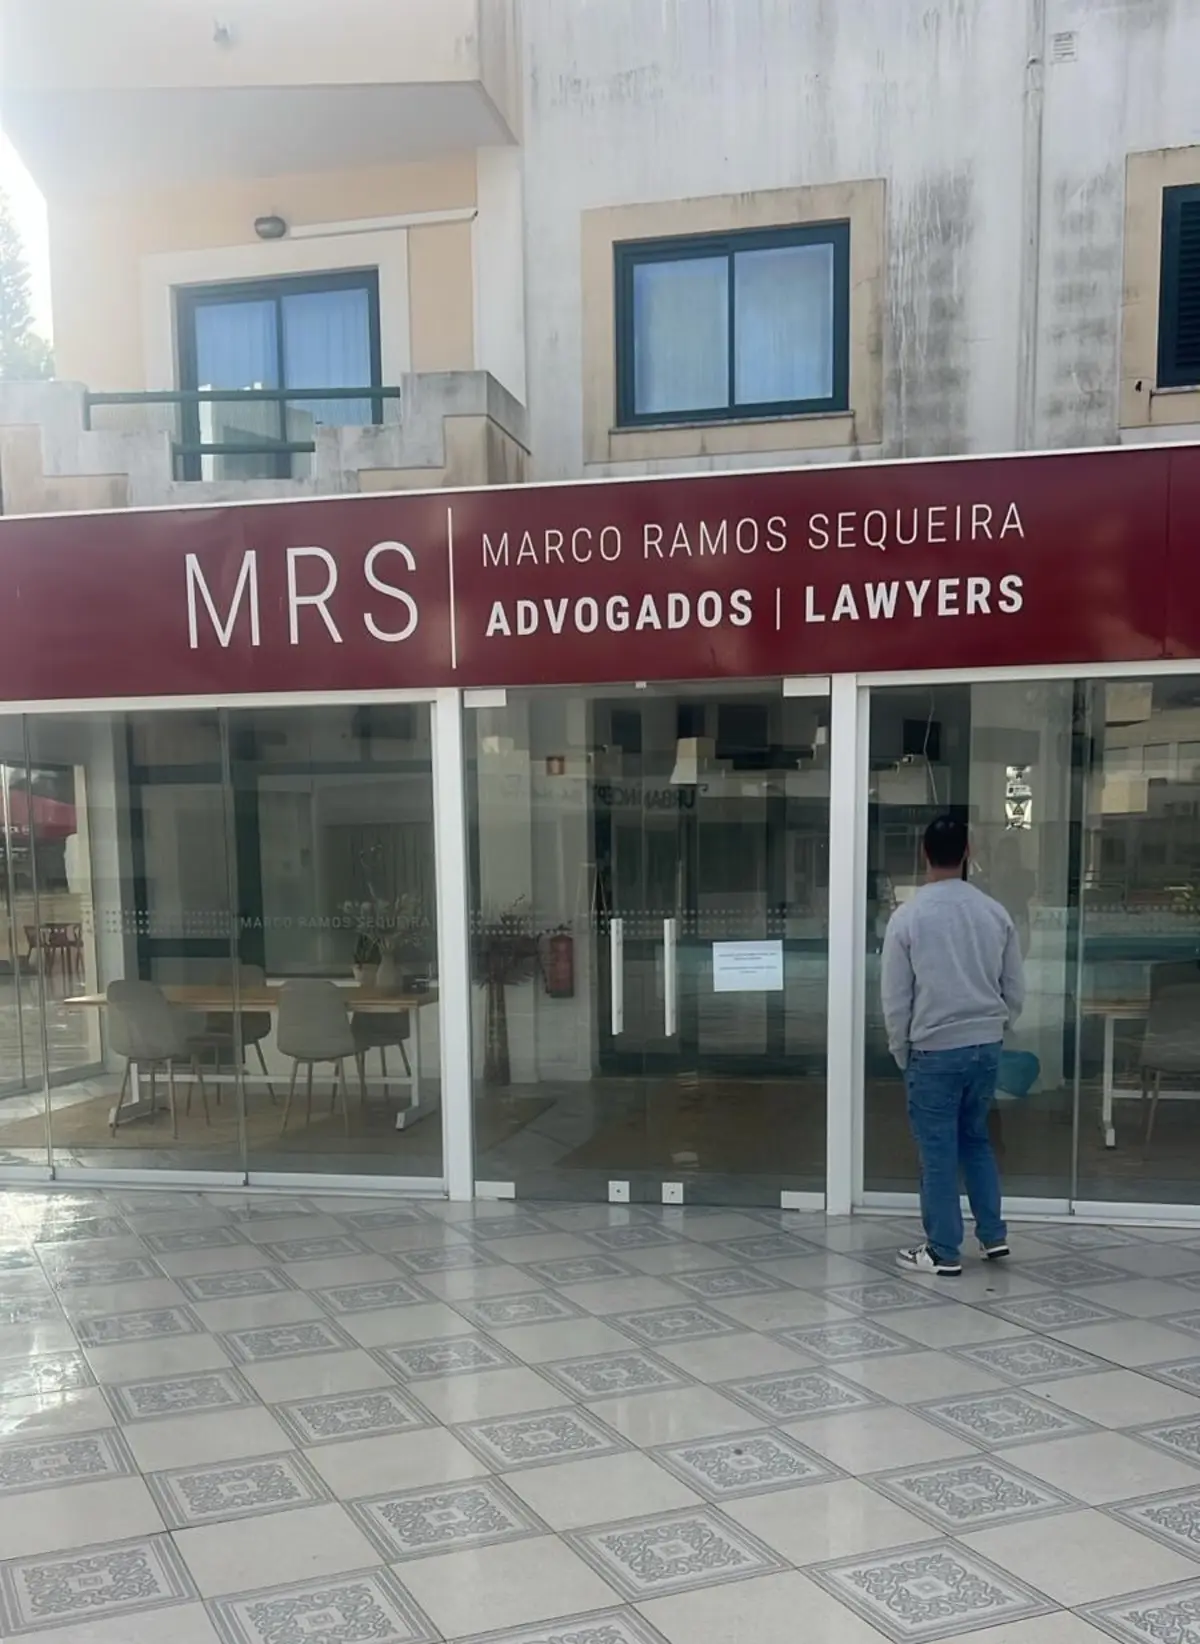 MRS
MARCO RAMOS SEQUEIRA
ADVOGADOS | LAWYERS
MARCO RAMOS SEQUEIRA